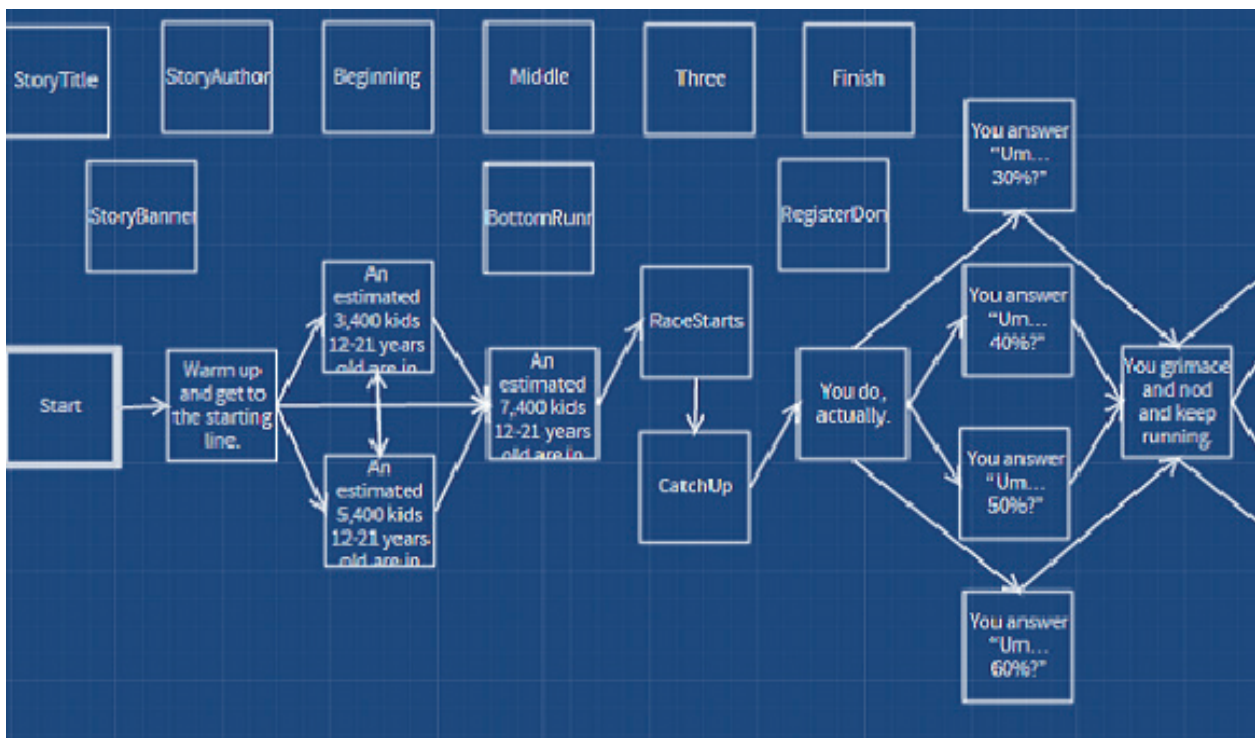 StoryTitle
StoryAuthor
Beginning
Middle
Three
Finish
StoryBanner
BottomRunn
RegisterDon
Start
Warm up
and get to
the starting
line.
An
estimated
3,400 kids
12-21 years
old are in
An
estimated
5,400 kids
12-21 years
old are in
An
estimated
7,400 kids
12-21 years
old are in
RaceStarts
CatchUp
You do,
actually.
You answer
“Um...
30%?”
You answer
“Um...
40%?”
You answer
“Um...
50%?”
You answer
“Um...
60%?”
You grimace
and nod
and keep
running.